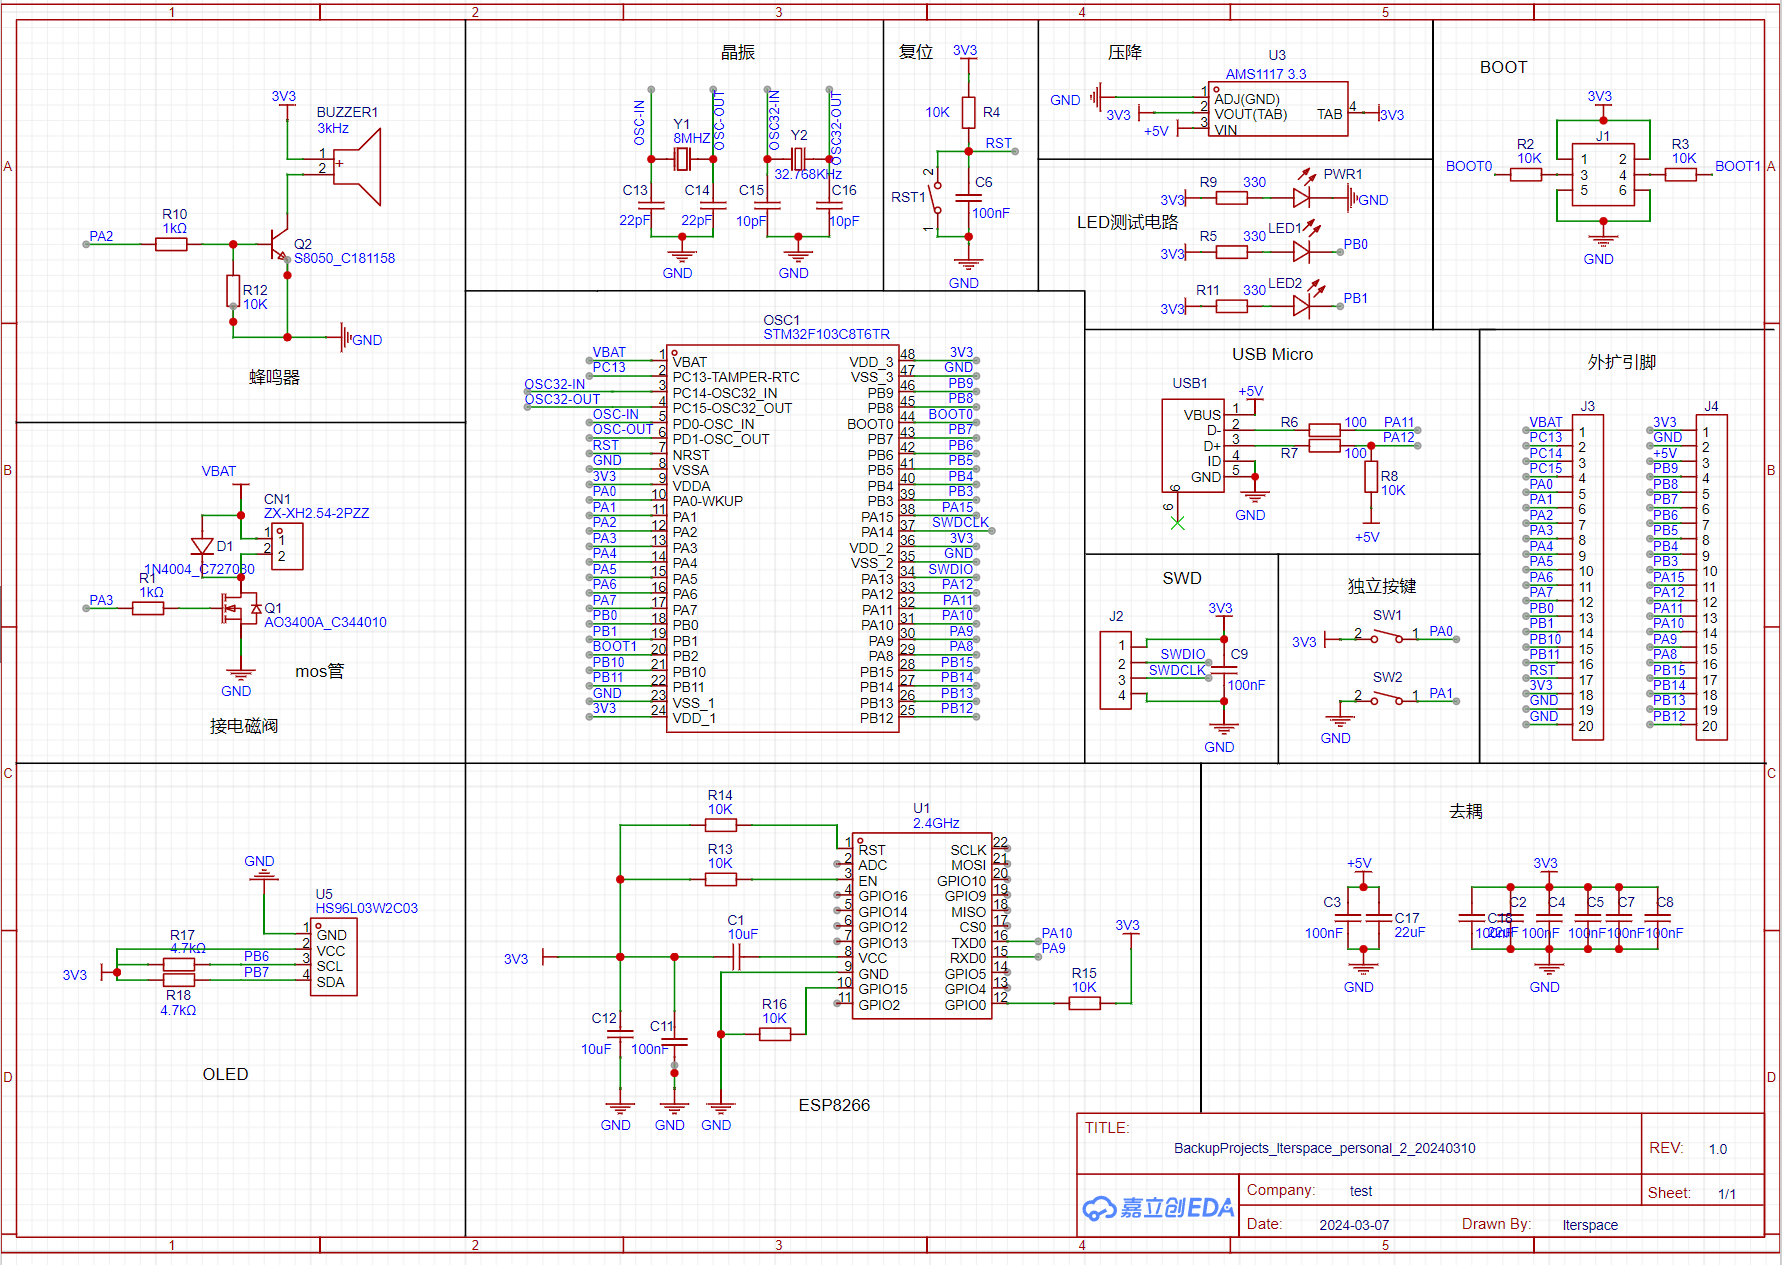 1 2 3 4 5
A
B
C
D
3V3
BUZZER1
3kHz
1
2
+
PA2
R10
1kΩ
Q2
S8050_C181158
R12
10K
GND
蜂鸣器
晶振
OSC-IN
OSC-OUT
Y1
8MHZ
C13
22pF
C14
22pF
GND
OSC32-IN
OSC32-OUT
Y2
32.768KHz
C15
10pF
C16
10pF
GND
复位
3V3
10K
R4
RST
RST1
2
1
C6
100nF
GND
压降
U3
AMS1117 3.3
GND
3V3
+5V
1 ADJ(GND)
2 VOUT(TAB)
3 VIN
TAB 4
3V3
LED测试电路
3V3 R9 330 PWR1 GND
3V3 R5 330 LED1 PB0
3V3 R11 330 LED2 PB1
BOOT
3V3
J1
1 2
3 4
5 6
BOOT0 R2 10K
R3 10K BOOT1
GND
OSC1
STM32F103C8T6TR
VBAT 1 VBAT
PC13 2 PC13-TAMPER-RTC
OSC32-IN 3 PC14-OSC32_IN
OSC32-OUT 4 PC15-OSC32_OUT
OSC-IN 5 PD0-OSC_IN
OSC-OUT 6 PD1-OSC_OUT
RST 7 NRST
GND 8 VSSA
3V3 9 VDDA
PA0 10 PA0-WKUP
PA1 11 PA1
PA2 12 PA2
PA3 13 PA3
PA4 14 PA4
PA5 15 PA5
PA6 16 PA6
PA7 17 PA7
PB0 18 PB0
PB1 19 PB1
BOOT1 20 PB2
PB10 21 PB10
PB11 22 PB11
GND 23 VSS_1
3V3 24 VDD_1
VDD_3 48 3V3
VSS_3 47 GND
PB9 46 PB9
PB8 45 PB8
BOOT0 44 BOOT0
PB7 43 PB7
PB6 42 PB6
PB5 41 PB5
PB4 40 PB4
PB3 39 PB3
PA15 38 PA15
PA14 37 SWDCLK
VDD_2 36 3V3
VSS_2 35 GND
PA13 34 SWDIO
PA12 33 PA12
PA11 32 PA11
PA10 31 PA10
PA9 30 PA9
PA8 29 PA8
PB15 28 PB15
PB14 27 PB14
PB13 26 PB13
PB12 25 PB12
USB Micro
USB1
+5V
VBUS 1
D- 2
D+ 3
ID 4
GND 5
6
6
R6 100 PA11
R7 100 PA12
R8
10K
GND
+5V
外扩引脚
J3
VBAT 1
PC13 2
PC14 3
PC15 4
PA0 5
PA1 6
PA2 7
PA3 8
PA4 9
PA5 10
PA6 11
PA7 12
PB0 13
PB1 14
PB10 15
PB11 16
RST 17
3V3 18
GND 19
GND 20
J4
3V3 1
GND 2
+5V 3
PB9 4
PB8 5
PB7 6
PB6 7
PB5 8
PB4 9
PB3 10
PA15 11
PA12 12
PA11 13
PA10 14
PA9 15
PA8 16
PB15 17
PB14 18
PB13 19
PB12 20
VBAT
CN1
ZX-XH2.54-2PZZ
1 1
2 2
D1
1N4004_C727080
R1
1kΩ
PA3
Q1
AO3400A_C344010
GND
mos管
接电磁阀
SWD
J2
1
2
3
4
3V3
SWDIO
SWDCLK
C9
100nF
GND
独立按键
SW1
3V3 2 1 PA0
SW2
2 1 PA1
GND
GND
U5
HS96L03W2C03
1 GND
2 VCC
3 SCL
4 SDA
R17
4.7kΩ
PB6
PB7
3V3
R18
4.7kΩ
OLED
R14
10K
R13
10K
U1
2.4GHz
1 RST
2 ADC
3 EN
4 GPIO16
5 GPIO14
6 GPIO12
7 GPIO13
8 VCC
9 GND
10 GPIO15
11 GPIO2
SCLK 22
MOSI 21
GPIO10 20
GPIO9 19
MISO 18
CS0 17
TXD0 16
RXD0 15
GPIO5 14
GPIO4 13
GPIO0 12
PA10
PA9
3V3
R15
10K
C1
10uF
3V3
R16
10K
C12
10uF
C11
100nF
GND
GND
GND
ESP8266
去耦
+5V
C3
100nF
C17
22uF
GND
3V3
C18
100nF
C2
22uF
C4
100nF
C5
100nF
C7
100nF
C8
100nF
GND
TITLE:
BackupProjects_Iterspace_personal_2_20240310
REV: 1.0
嘉立创EDA
Company: test
Sheet: 1/1
Date: 2024-03-07
Drawn By: Iterspace
A
B
C
D
1 2 3 4 5